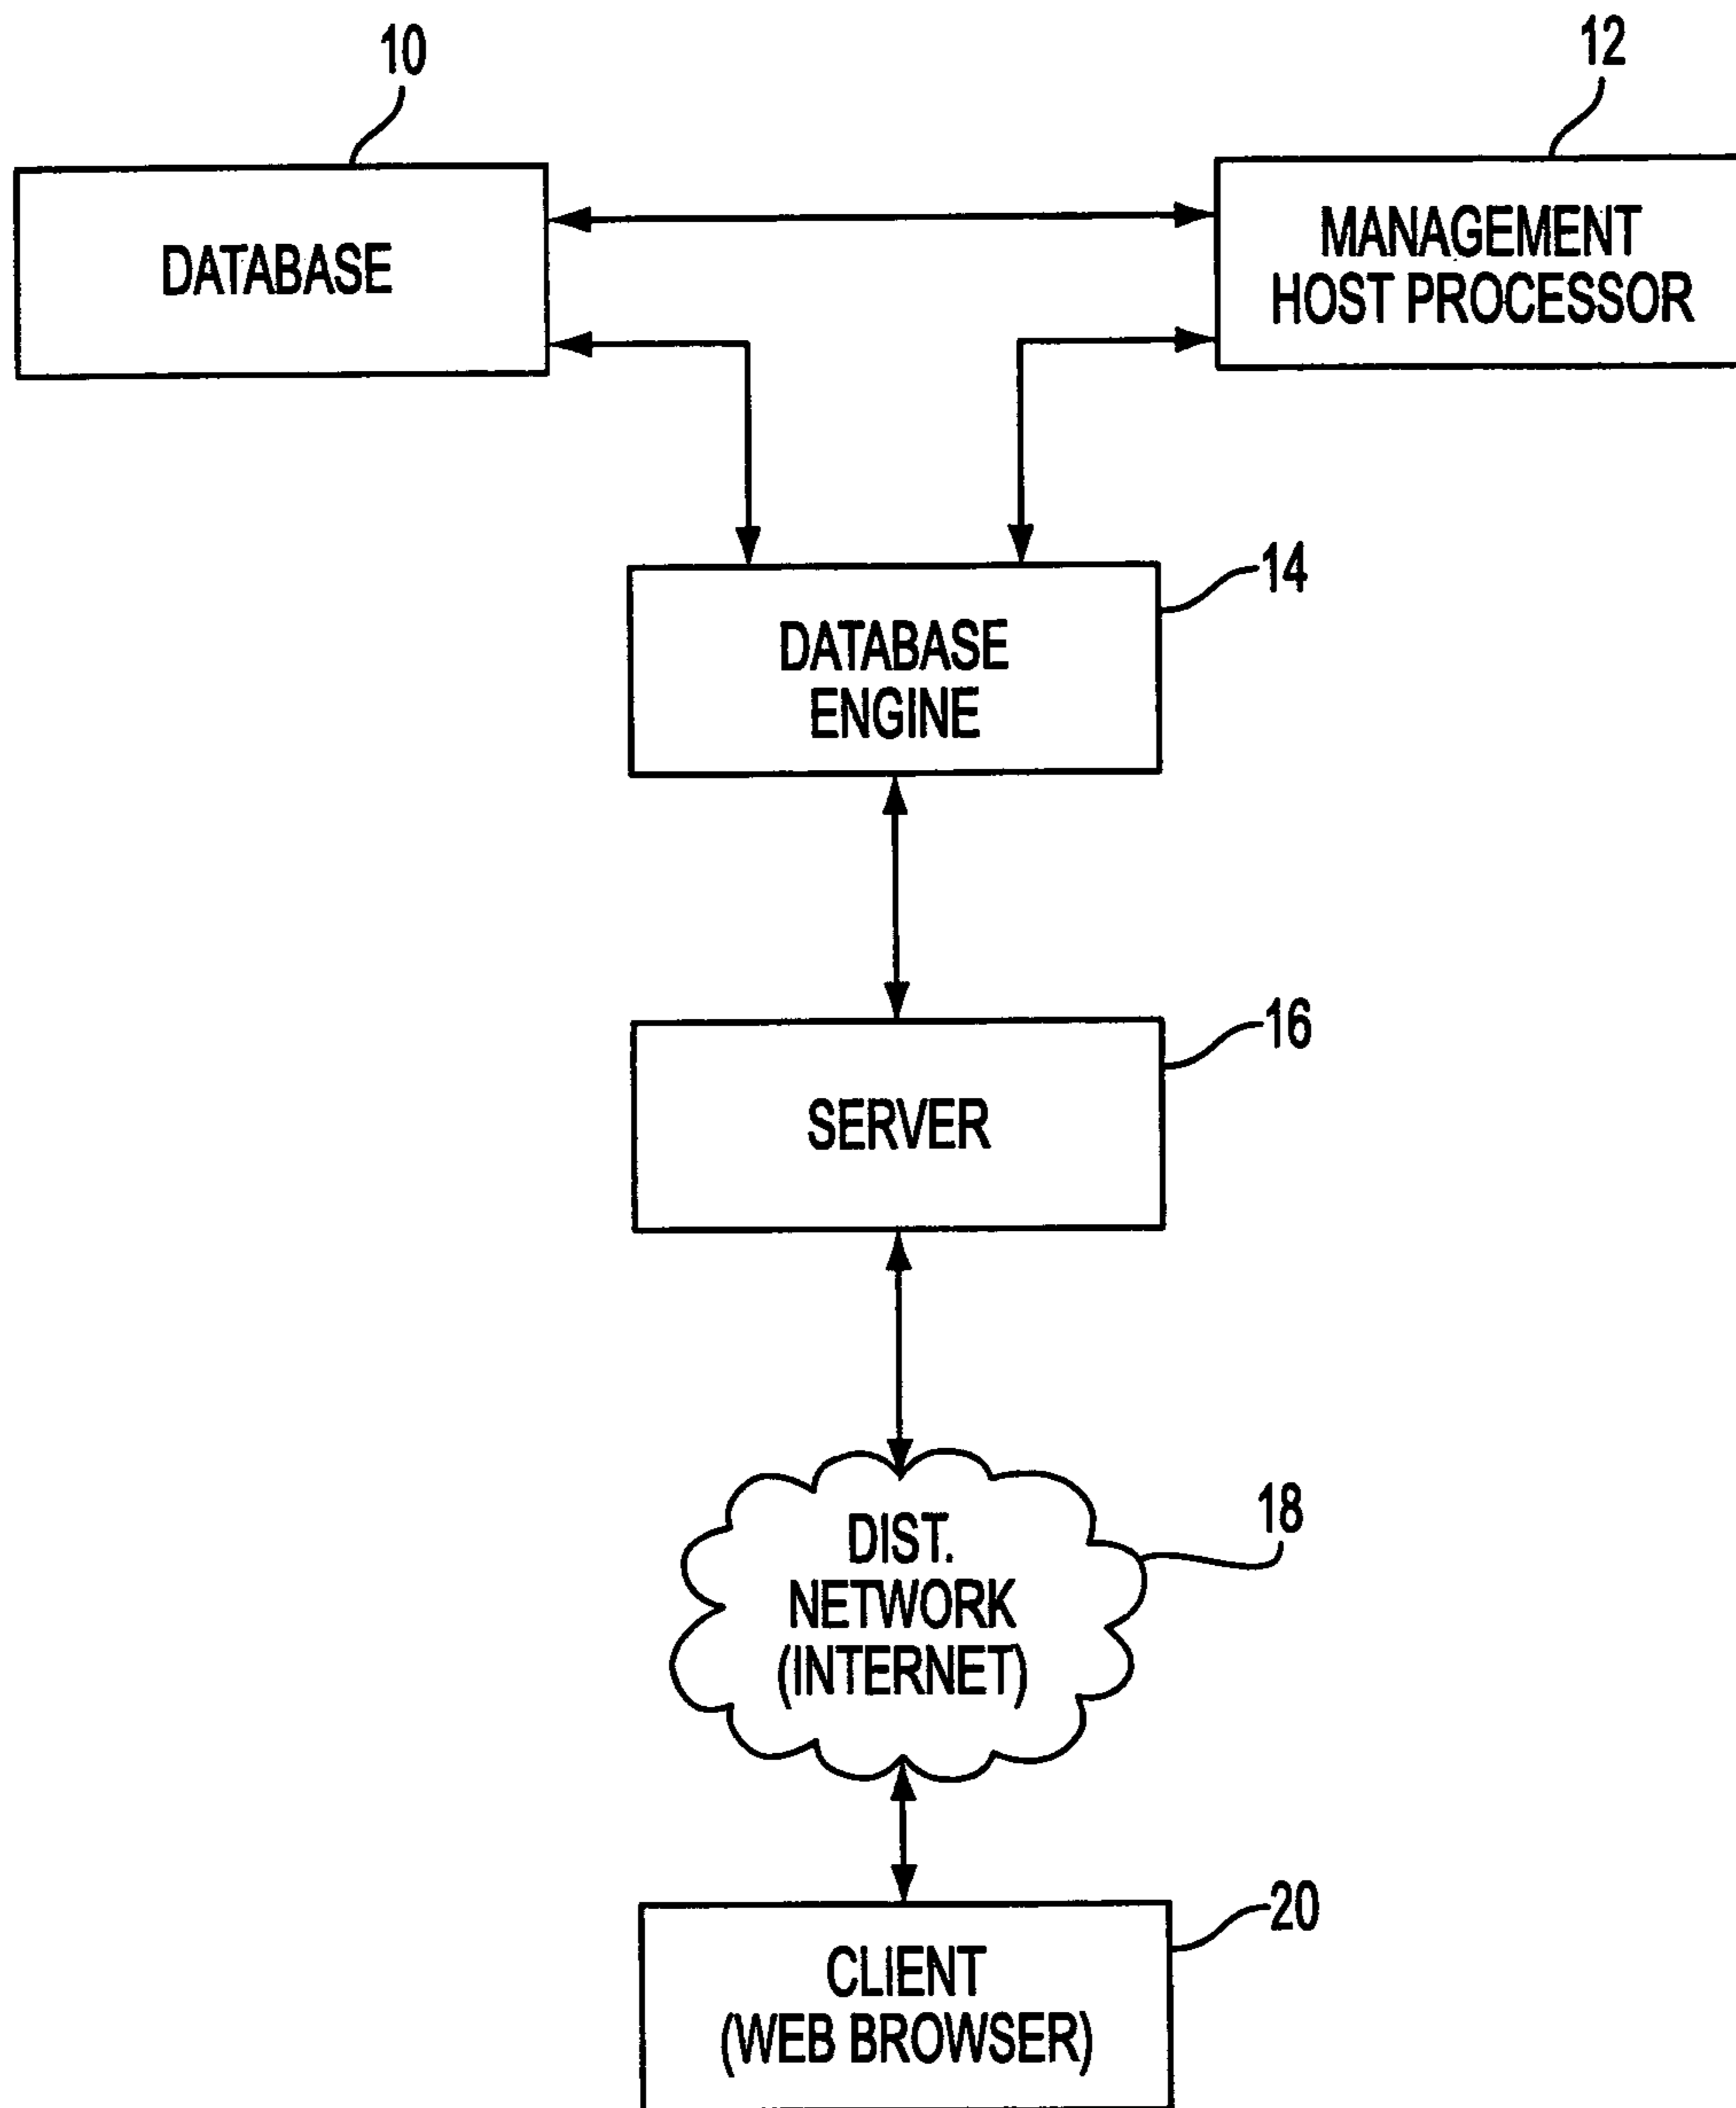 10
12
DATABASE
MANAGEMENT
HOST PROCESSOR
14
DATABASE
ENGINE
16
SERVER
18
DIST.
NETWORK
(INTERNET)
20
CLIENT
(WEB BROWSER)